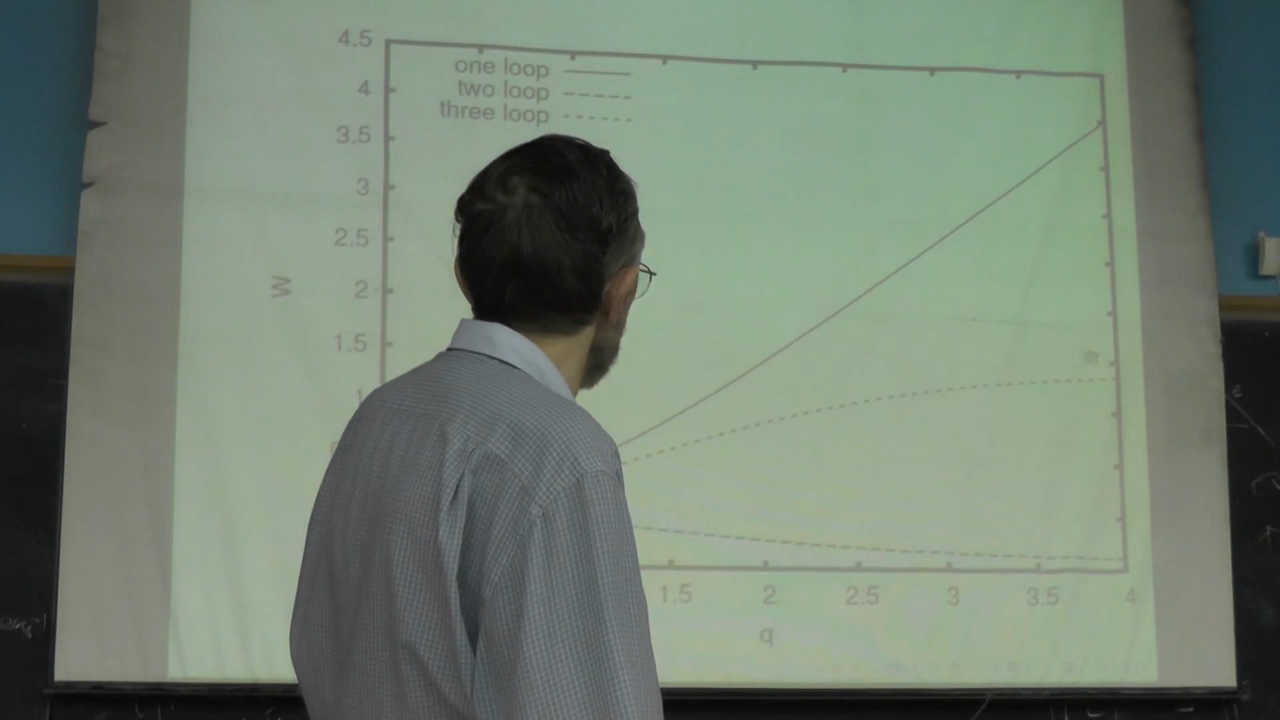 4.5
one loop
4
two loop
three loop
3.5
3
2.5
W
2
1.5
1
1.5 2 2.5 3 3.5 4
q